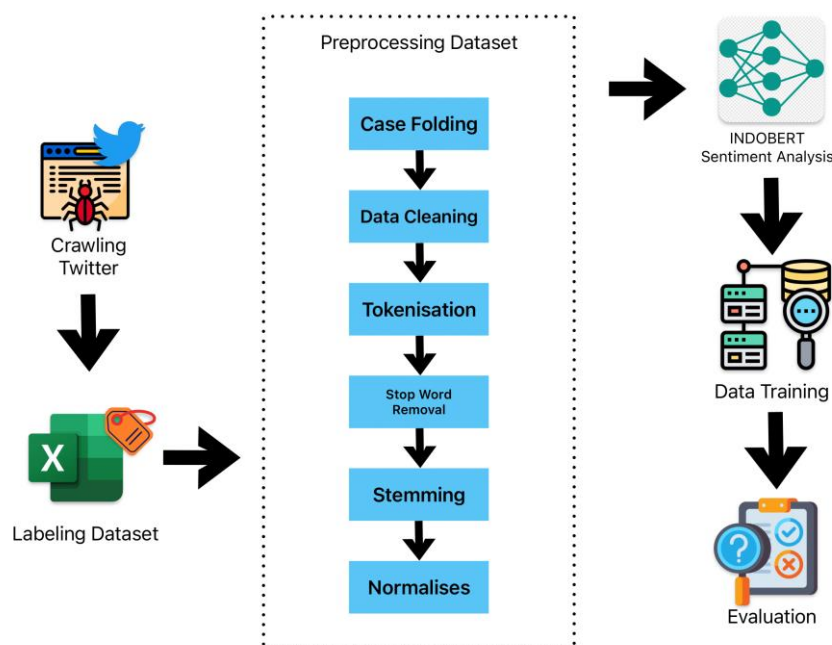 Crawling
Twitter
X
Labeling Dataset
Preprocessing Dataset
Case Folding
Data Cleaning
Tokenisation
Stop Word
Removal
Stemming
Normalises
INDOBERT
Sentiment Analysis
Data Training
?
Evaluation